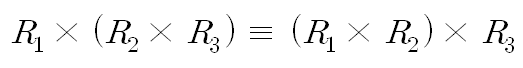 R₁ × (R₂ × R₃) ≡ (R₁ × R₂) × R₃